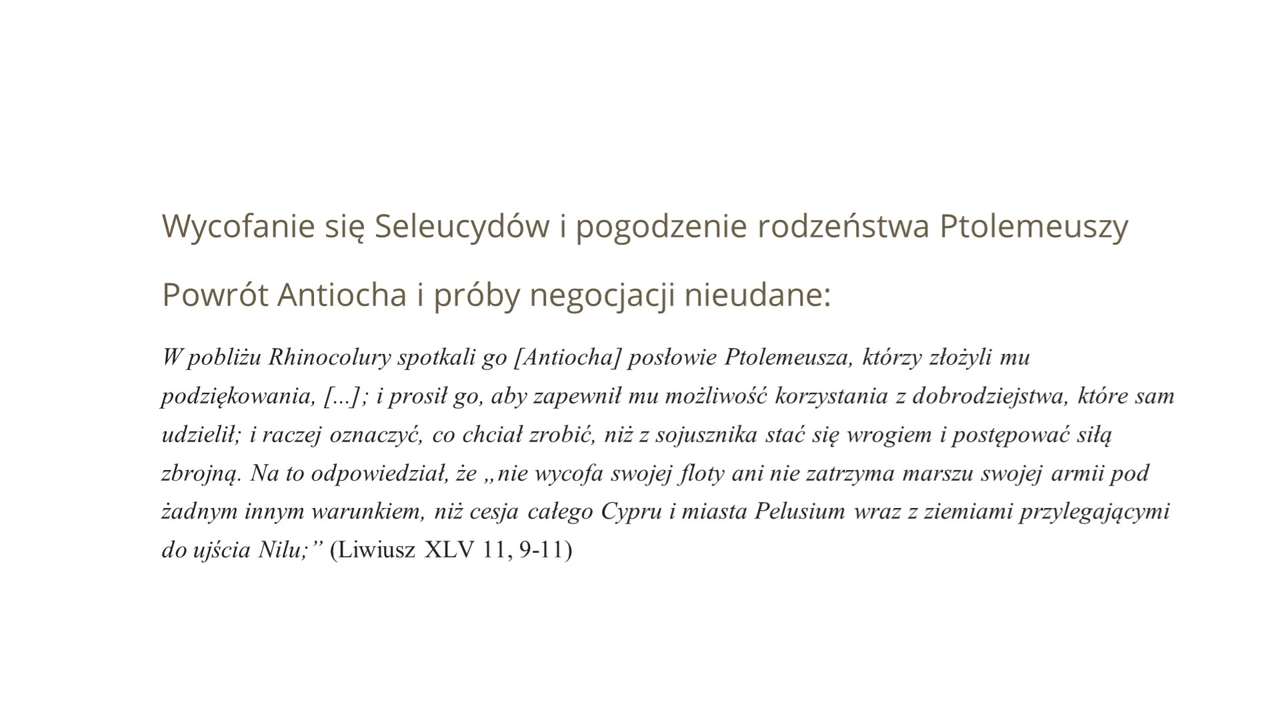 Wycofanie się Seleucydów i pogodzenie rodzeństwa Ptolemeuszy
Powrót Antiocha i próby negocjacji nieudane:
W pobliżu Rhinocolury spotkali go [Antiocha] posłowie Ptolemeusza, którzy złożyli mu
podziękowania, [...]; i prosił go, aby zapewnił mu możliwość korzystania z dobrodziejstwa, które sam
udzielił; i raczej oznaczyć, co chciał zrobić, niż z sojusznika stać się wrogiem i postępować siłą
zbrojną. Na to odpowiedział, że „nie wycofa swojej floty ani nie zatrzyma marszu swojej armii pod
żadnym innym warunkiem, niż cesja całego Cypru i miasta Pelusium wraz z ziemiami przylegającymi
do ujścia Nilu;” (Liwiusz XLV 11, 9-11)